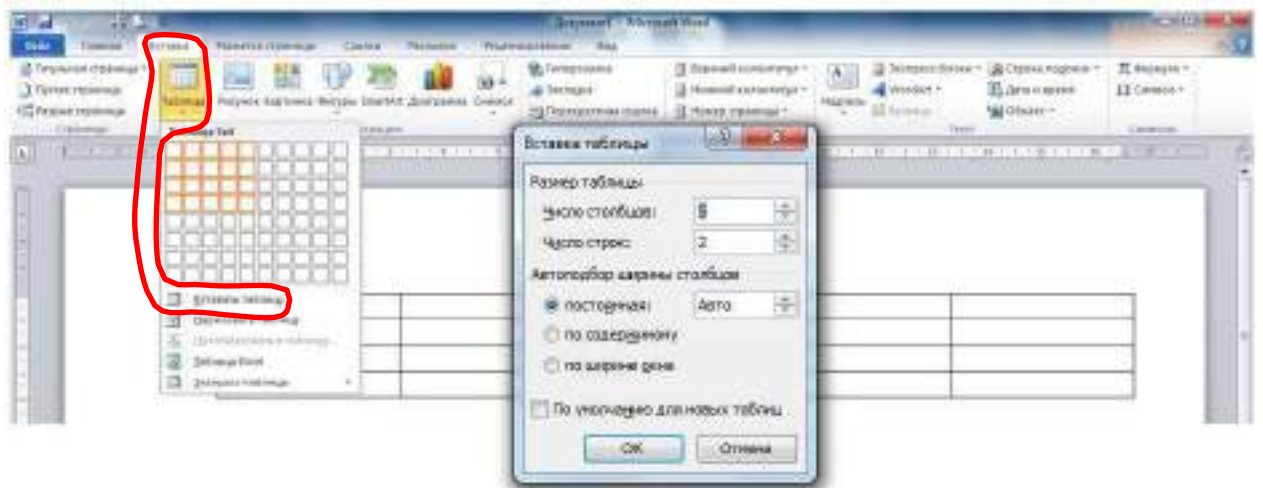 Документ1 - Microsoft Word
Файл Главная Вставка Разметка страницы Ссылки Рассылки Рецензирование Вид
Титульная страница
Пустая страница
Разрыв страницы
Страницы
Таблица Рисунок Картинка Фигуры SmartArt Диаграмма Снимок
Гиперссылка
Закладка
Перекрестная ссылка
Верхний колонтитул
Нижний колонтитул
Номер страницы
Надпись
Экспресс-блоки
WordArt
Буквица
Строка подписи
Дата и время
Объект
Текст
Формула
Символ
Символы
Вставить таблицу
Таблица Excel
Экспресс-таблицы
Вставка таблицы
Размер таблицы
Число столбцов: 5
Число строк: 2
Автоподбор ширины столбцов
постоянная: Авто
по содержимому
по ширине окна
По умолчанию для новых таблиц
ОК Отмена